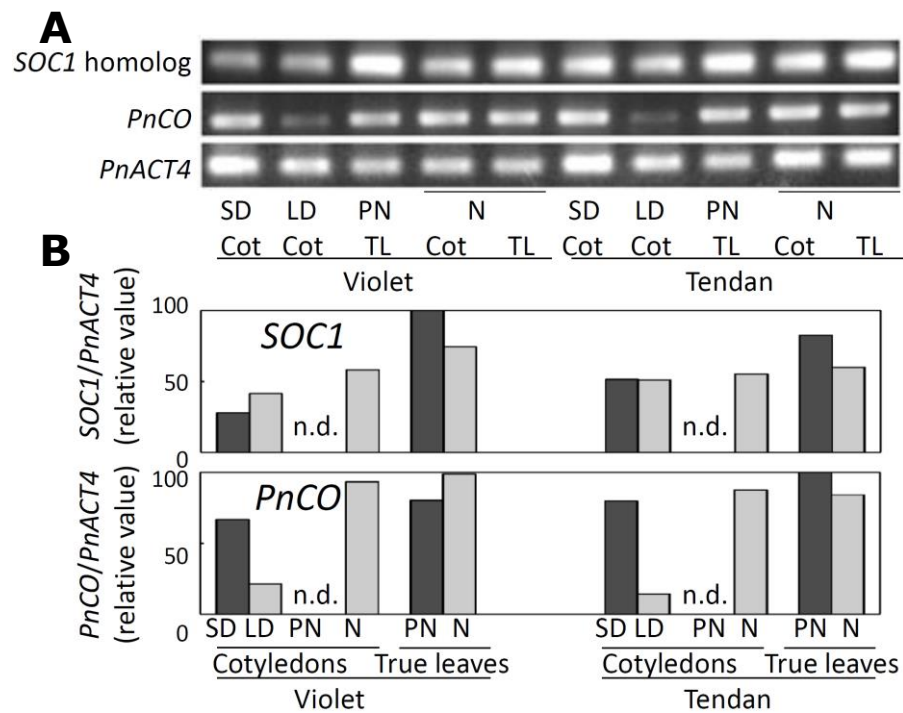 A
SOC1 homolog
PnCO
PnACT4
SD LD PN N SD LD PN N
Cot Cot TL Cot TL Cot Cot TL Cot TL
Violet Tendan
B
SOC1/PnACT4
(relative value)
100
50
0
SOC1
n.d. n.d.
PnCO/PnACT4
(relative value)
100
50
0
PnCO
n.d. n.d.
SD LD PN N PN N SD LD PN N PN N
Cotyledons True leaves Cotyledons True leaves
Violet Tendan